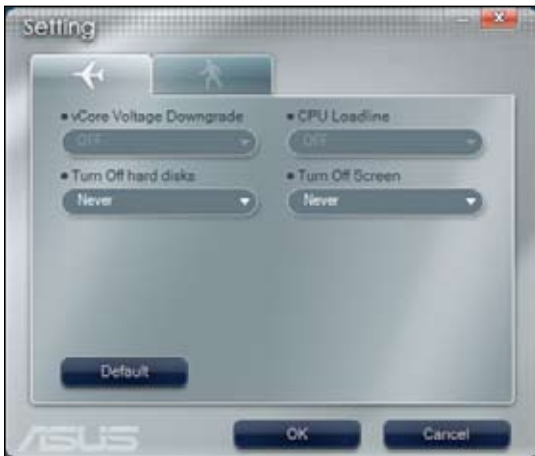 Setting
vCore Voltage Downgrade
CPU Loadline
OFF
OFF
Turn Off hard disks
Turn Off Screen
Never
Never
Default
ASUS
OK
Cancel